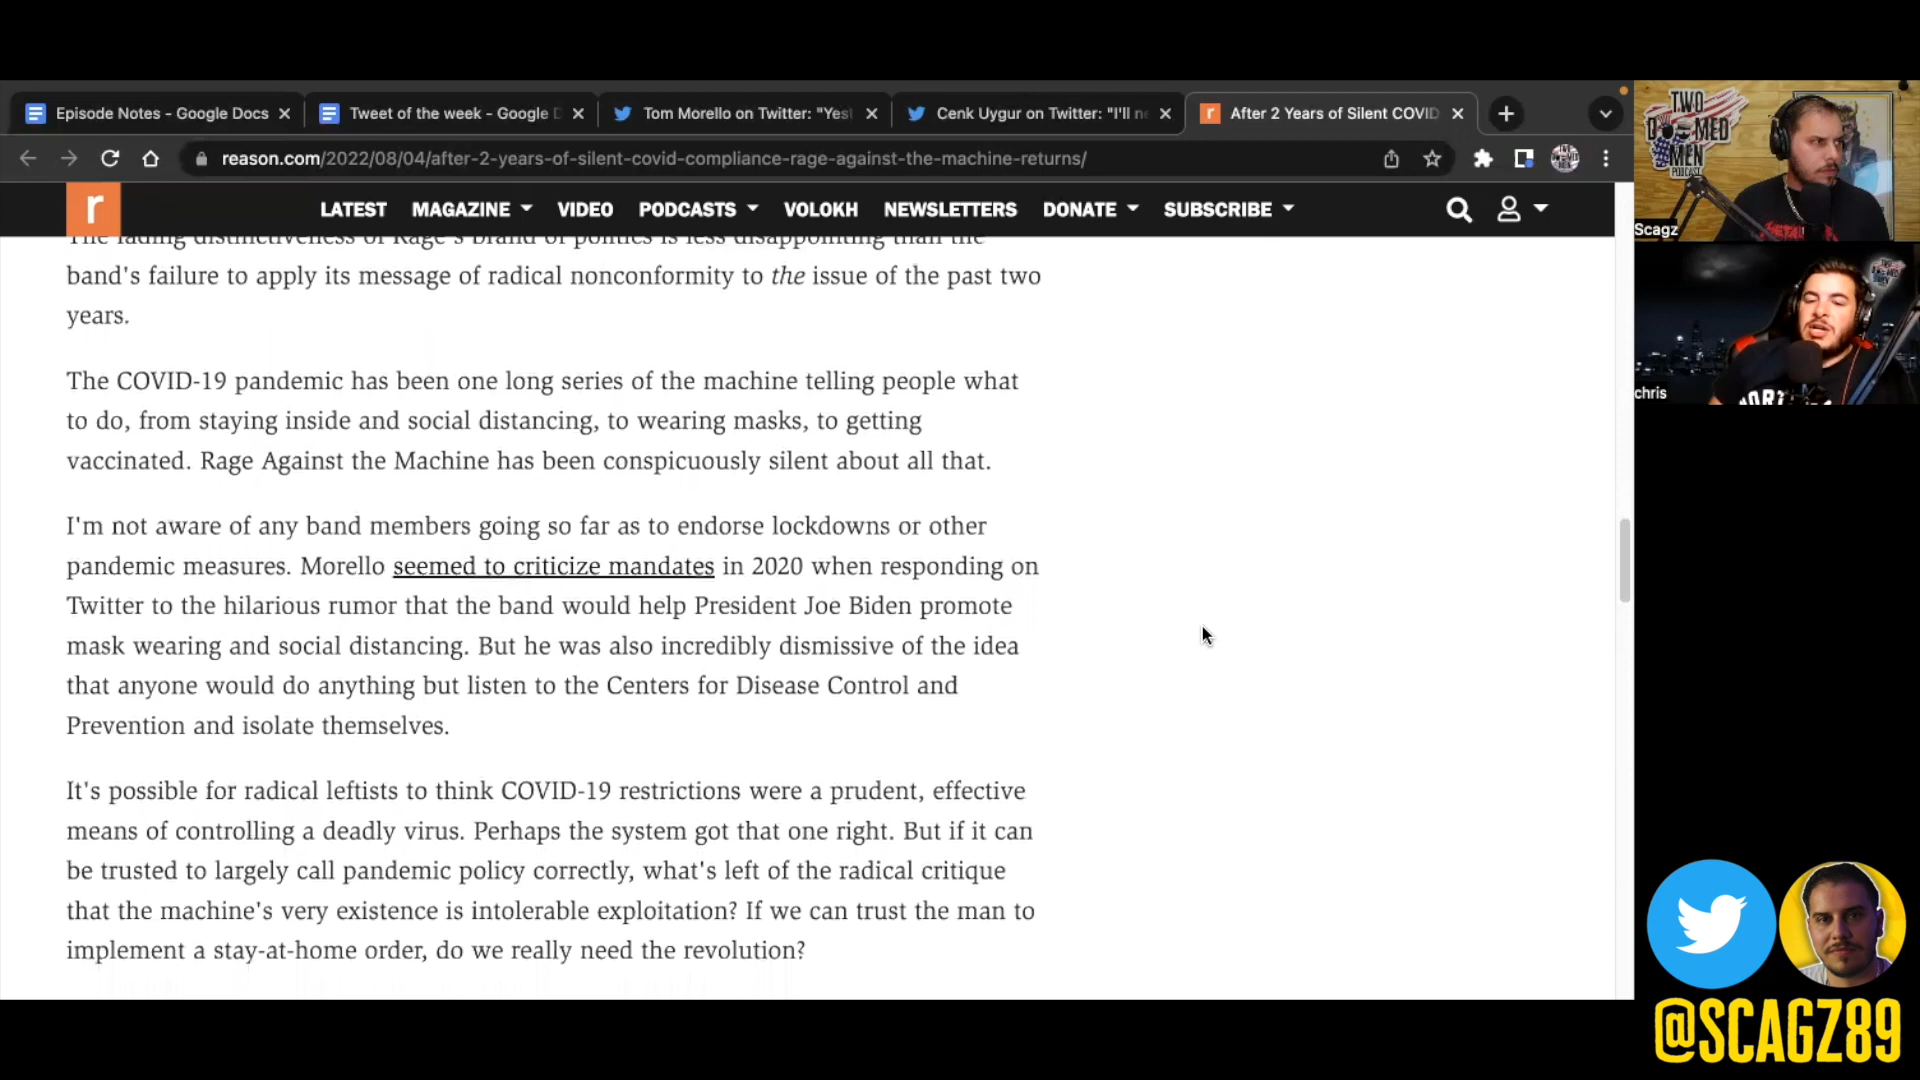 Episode Notes - Google Docs
Tweet of the week - Google D
Tom Morello on Twitter: "Yest
Cenk Uygur on Twitter: "I'll ne
After 2 Years of Silent COVID
reason.com/2022/08/04/after-2-years-of-silent-covid-compliance-rage-against-the-machine-returns/
r
LATEST MAGAZINE VIDEO PODCASTS VOLOKH NEWSLETTERS DONATE SUBSCRIBE
The fading distinctiveness of Rage's brand of politics is less disappointing than the
band's failure to apply its message of radical nonconformity to the issue of the past two
years.
The COVID-19 pandemic has been one long series of the machine telling people what
to do, from staying inside and social distancing, to wearing masks, to getting
vaccinated. Rage Against the Machine has been conspicuously silent about all that.
I'm not aware of any band members going so far as to endorse lockdowns or other
pandemic measures. Morello seemed to criticize mandates in 2020 when responding on
Twitter to the hilarious rumor that the band would help President Joe Biden promote
mask wearing and social distancing. But he was also incredibly dismissive of the idea
that anyone would do anything but listen to the Centers for Disease Control and
Prevention and isolate themselves.
It's possible for radical leftists to think COVID-19 restrictions were a prudent, effective
means of controlling a deadly virus. Perhaps the system got that one right. But if it can
be trusted to largely call pandemic policy correctly, what's left of the radical critique
that the machine's very existence is intolerable exploitation? If we can trust the man to
implement a stay-at-home order, do we really need the revolution?
TWO
DOOMED
MEN
PODCAST
Scagz
chris
@SCAGZ89